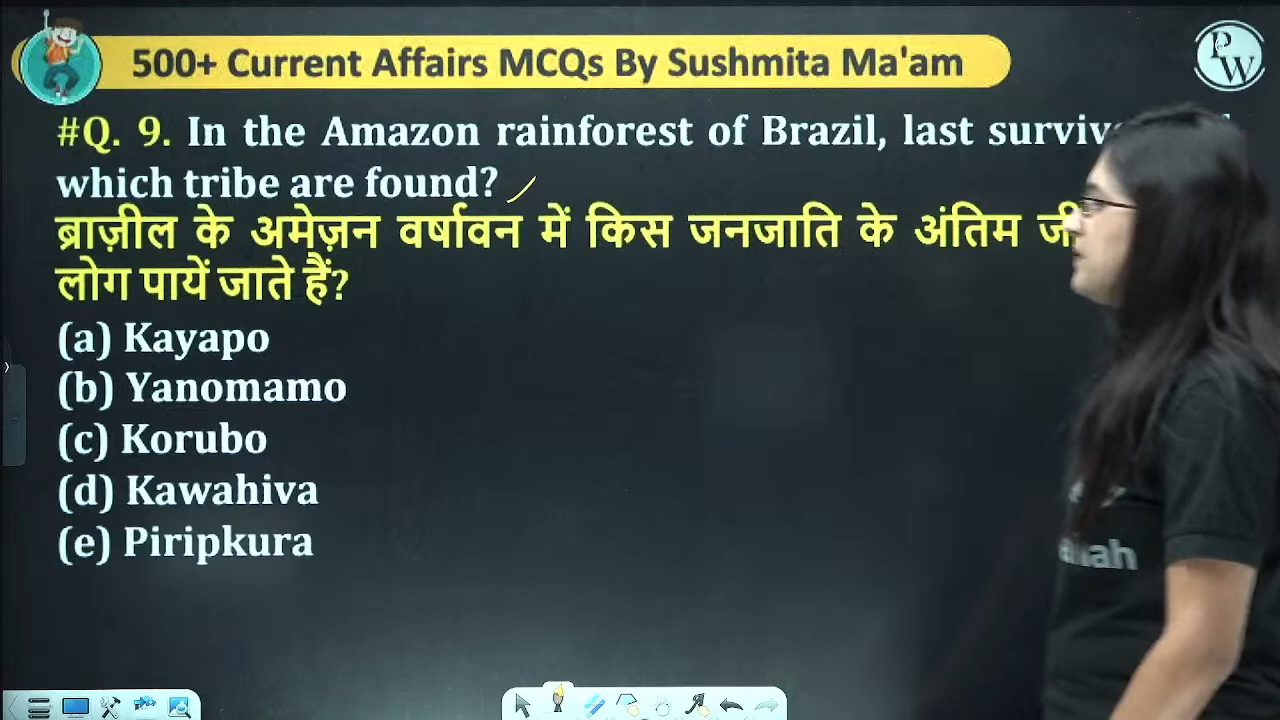 500+ Current Affairs MCQs By Sushmita Ma'am
PW
#Q. 9. In the Amazon rainforest of Brazil, last
which tribe are found?
ब्राज़ील के अमेज़न वर्षावन में किस जनजाति के अंतिम
लोग पायें जाते हैं?
(a) Kayapo
(b) Yanomamo
(c) Korubo
(d) Kawahiva
(e) Piripkura